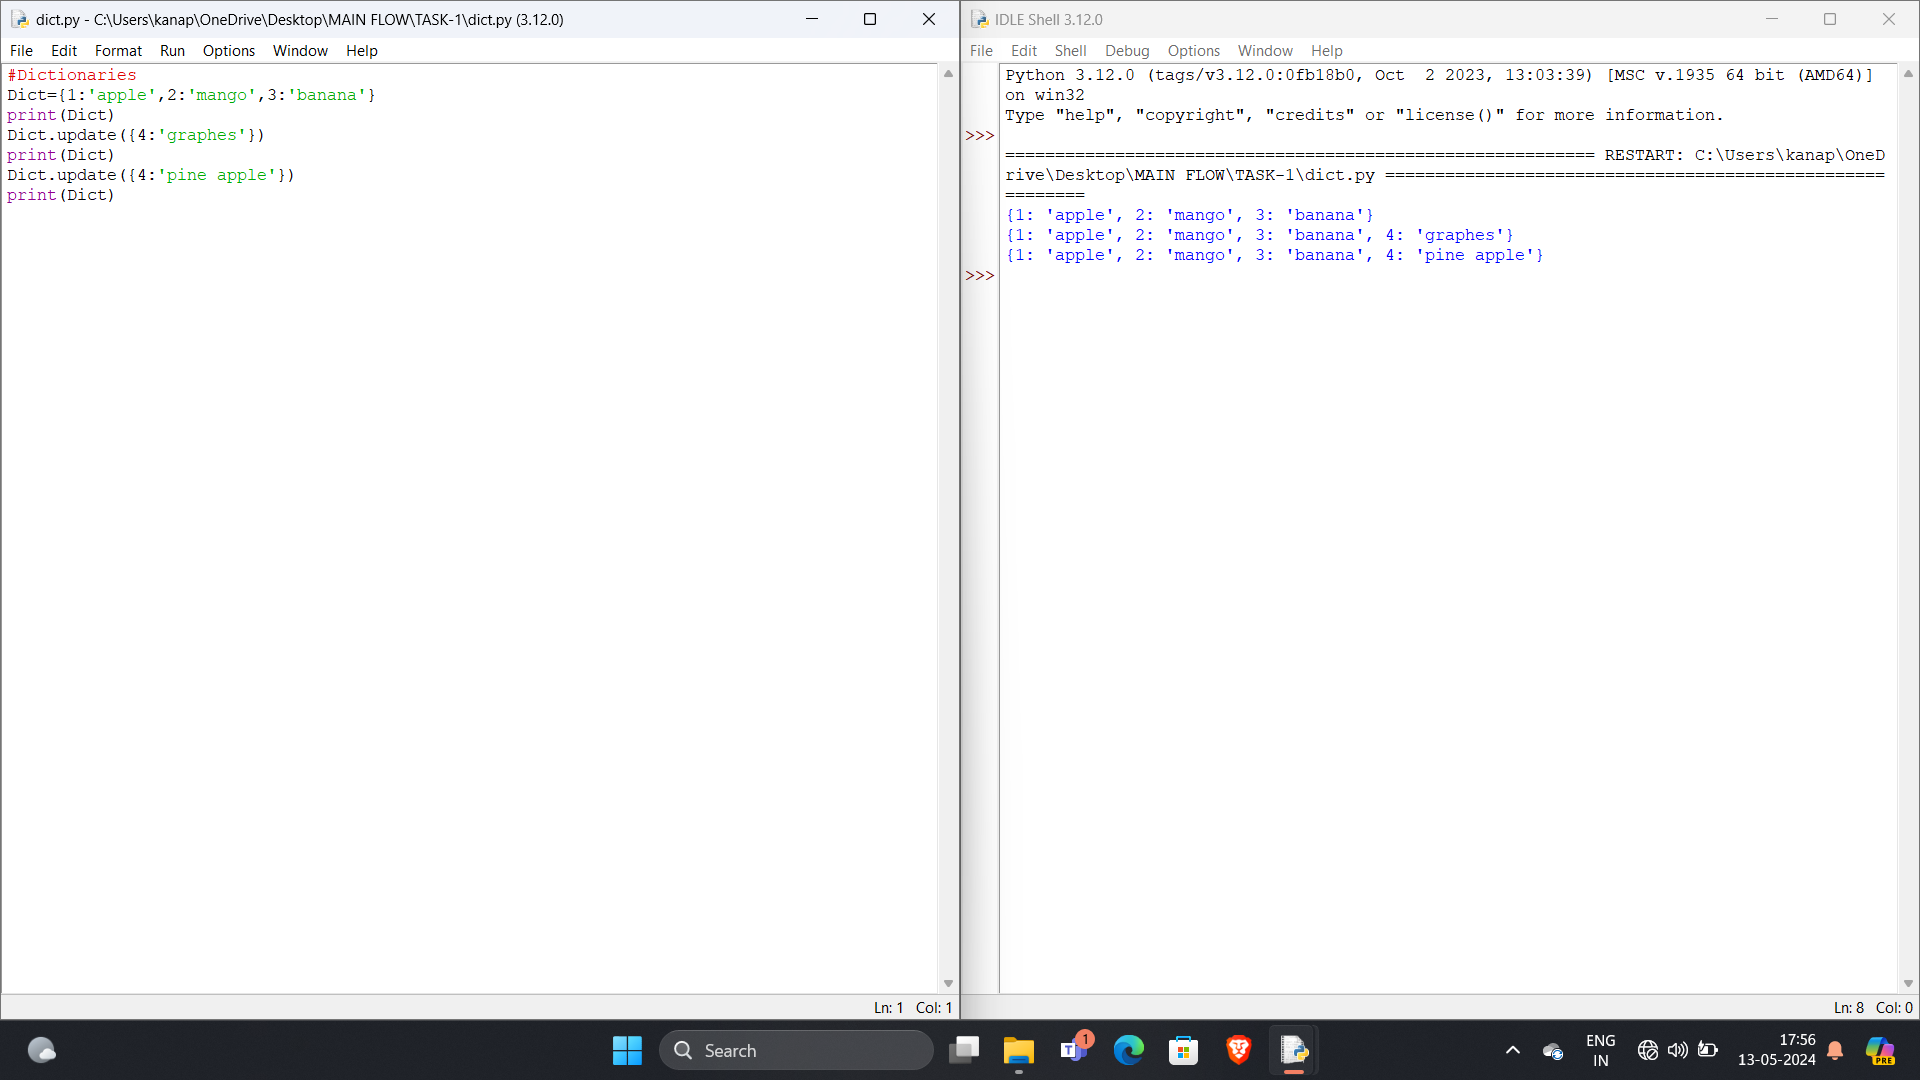 dict.py - C:\Users\kanap\OneDrive\Desktop\MAIN FLOW\TASK-1\dict.py (3.12.0)
File Edit Format Run Options Window Help
#Dictionaries
Dict={1:'apple',2:'mango',3:'banana'}
print(Dict)
Dict.update({4:'graphes'})
print(Dict)
Dict.update({4:'pine apple'})
print(Dict)
Ln: 1 Col: 1
IDLE Shell 3.12.0
File Edit Shell Debug Options Window Help
Python 3.12.0 (tags/v3.12.0:0fb18b0, Oct  2 2023, 13:03:39) [MSC v.1935 64 bit (AMD64)]
on win32
Type "help", "copyright", "credits" or "license()" for more information.
>>>
=========================================================== RESTART: C:\Users\kanap\OneD
rive\Desktop\MAIN FLOW\TASK-1\dict.py ==================================================
========
{1: 'apple', 2: 'mango', 3: 'banana'}
{1: 'apple', 2: 'mango', 3: 'banana', 4: 'graphes'}
{1: 'apple', 2: 'mango', 3: 'banana', 4: 'pine apple'}
>>>
Ln: 8 Col: 0
Search
T
1
ENG
IN
17:56
13-05-2024
PRE